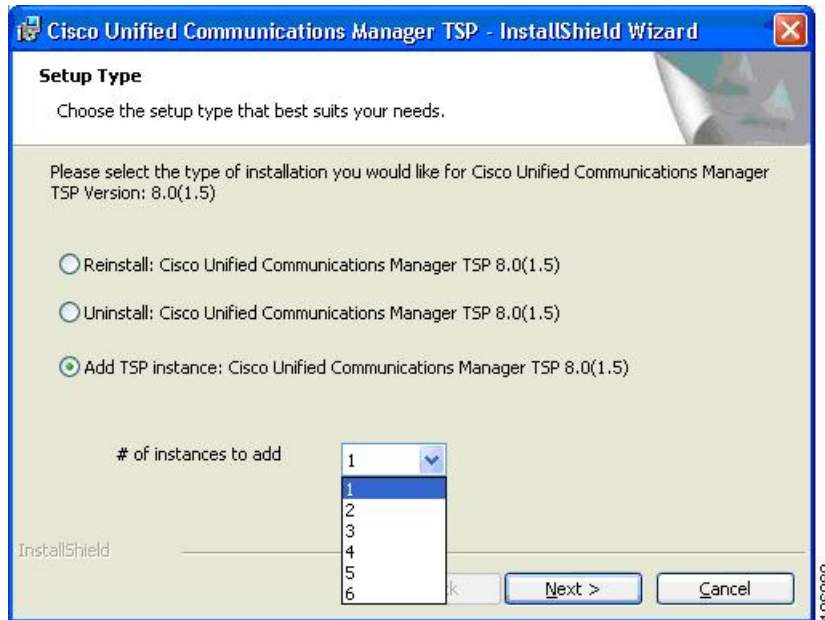 Cisco Unified Communications Manager TSP - InstallShield Wizard
Setup Type
Choose the setup type that best suits your needs.
Please select the type of installation you would like for Cisco Unified Communications Manager
TSP Version: 8.0(1.5)
Reinstall: Cisco Unified Communications Manager TSP 8.0(1.5)
Uninstall: Cisco Unified Communications Manager TSP 8.0(1.5)
Add TSP instance: Cisco Unified Communications Manager TSP 8.0(1.5)
# of instances to add
1
1
2
3
4
5
6
InstallShield
Next >
Cancel